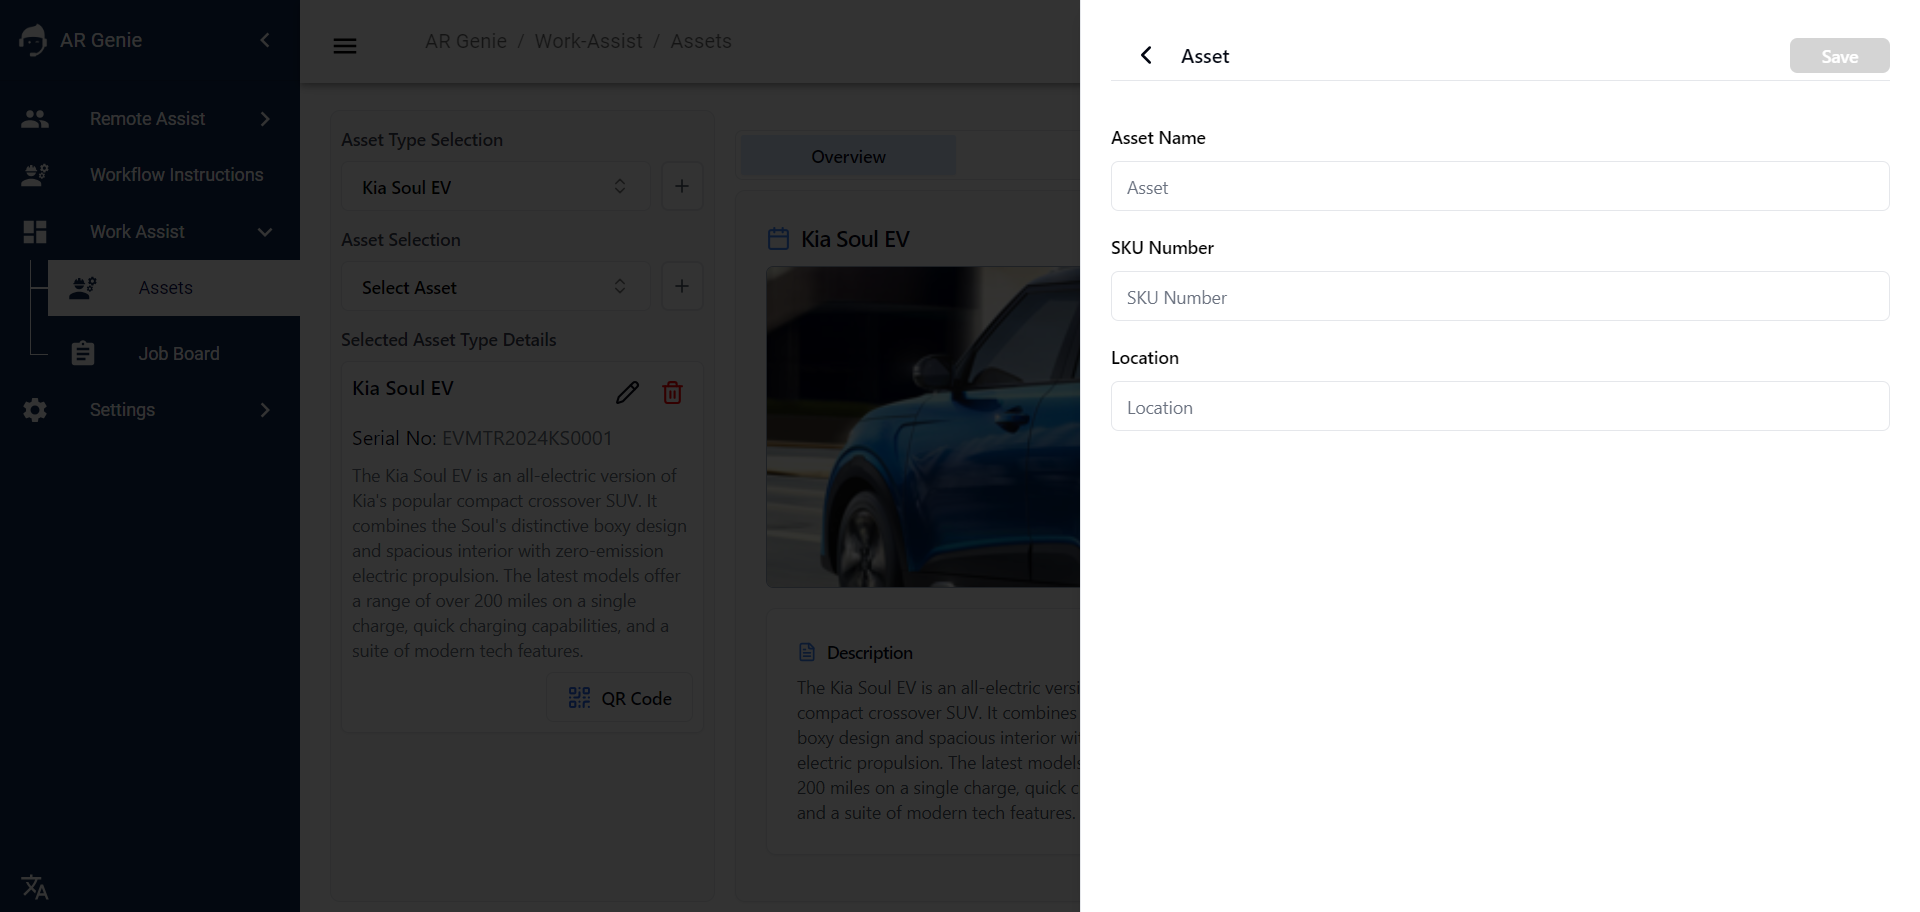 AR Genie
Remote Assist
Workflow Instructions
Work Assist
Assets
Job Board
Settings
AR Genie / Work-Assist / Assets
Asset Type Selection
Kia Soul EV
Asset Selection
Select Asset
Selected Asset Type Details
Kia Soul EV
Serial No: EVMTR2024KS0001
The Kia Soul EV is an all-electric version of
Kia's popular compact crossover SUV. It
combines the Soul's distinctive boxy design
and spacious interior with zero-emission
electric propulsion. The latest models offer
a range of over 200 miles on a single
charge, quick charging capabilities, and a
suite of modern tech features.
QR Code
Overview
Kia Soul EV
Description
The Kia Soul EV is an all-electric versi
compact crossover SUV. It combines
boxy design and spacious interior wi
electric propulsion. The latest models
200 miles on a single charge, quick c
and a suite of modern tech features.
Asset
Save
Asset Name
Asset
SKU Number
SKU Number
Location
Location